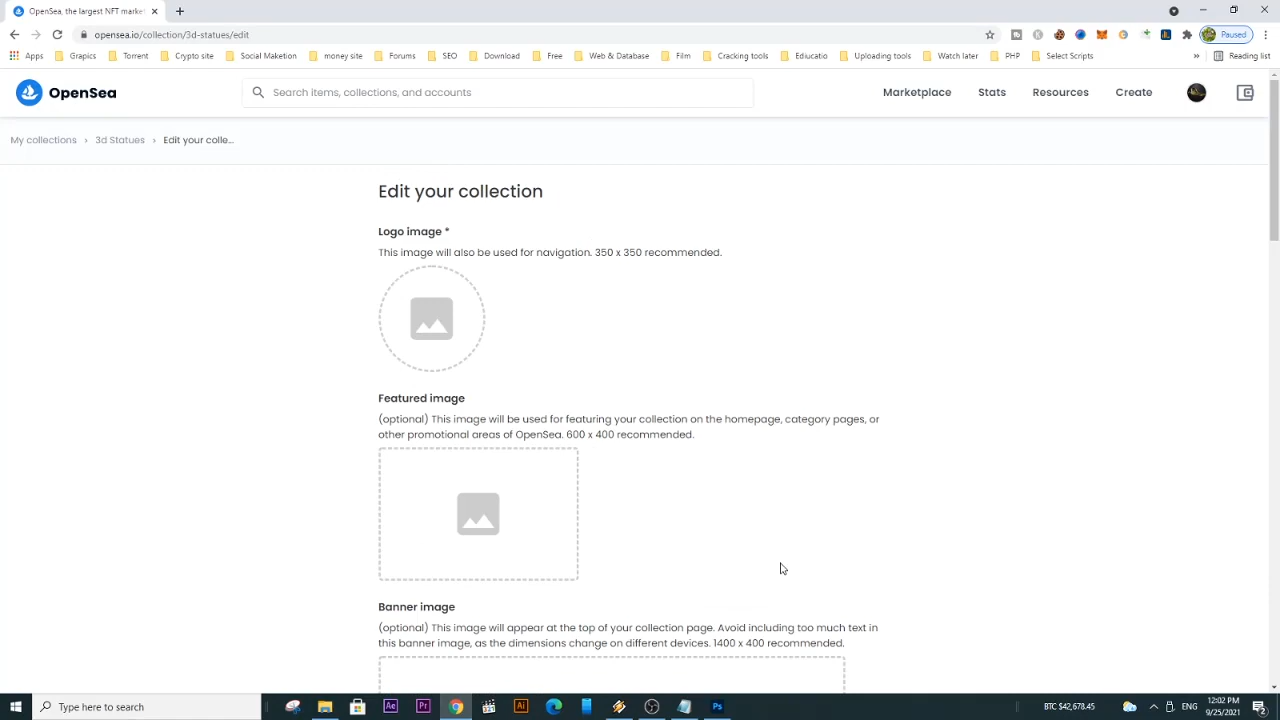 OpenSea, the largest NFT market
opensea.io/collection/3d-statues/edit
Paused
Apps Grapics Torrent Crypto site Social Maketion money site Forums SEO Download Free Web & Database Film Cracking tools Educatio Uploading tools Watch later PHP Select Scripts » Reading list
OpenSea
Search items, collections, and accounts
Marketplace Stats Resources Create
My collections > 3d Statues > Edit your colle...
Edit your collection
Logo image *
This image will also be used for navigation. 350 x 350 recommended.
Featured image
(optional) This image will be used for featuring your collection on the homepage, category pages, or
other promotional areas of OpenSea. 600 x 400 recommended.
Banner image
(optional) This image will appear at the top of your collection page. Avoid including too much text in
this banner image, as the dimensions change on different devices. 1400 x 400 recommended.
Type here to search
Ae Pr Ai Ps
BTC $42,678.45
ENG
12:02 PM
9/25/2021
2